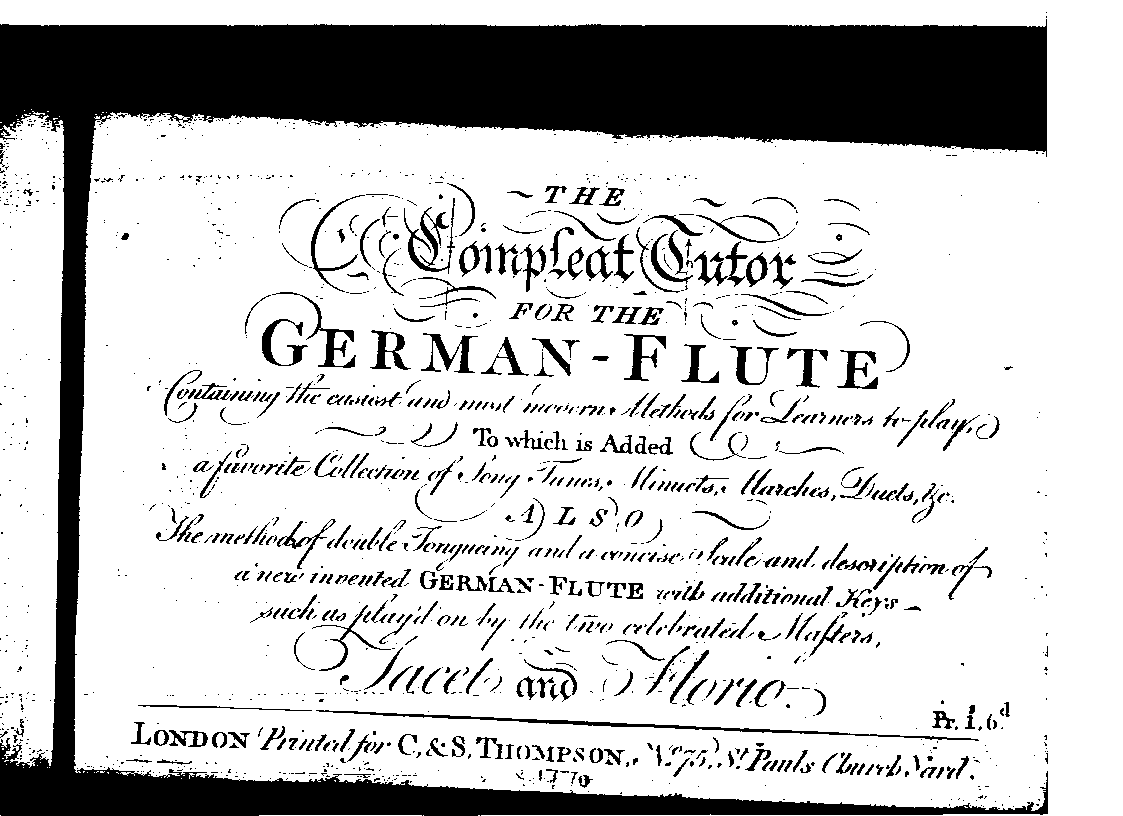 THE
Compleat Tutor
FOR THE
GERMAN-FLUTE
Containing the easiest and most modern Methods for Learners to play,
To which is Added
a favorite Collection of Song Tunes, Minuets, Marches, Duets, &c.
ALSO
The method of double Tongueing and a concise Scale and description of
a new invented GERMAN-FLUTE with additional Keys
such as play'd on by the two celebrated Masters,
Tacet and Florio.
Pr. 1,6d
LONDON Printed for C, & S. THOMPSON, No. 75, St. Pauls Church Yard.
1770